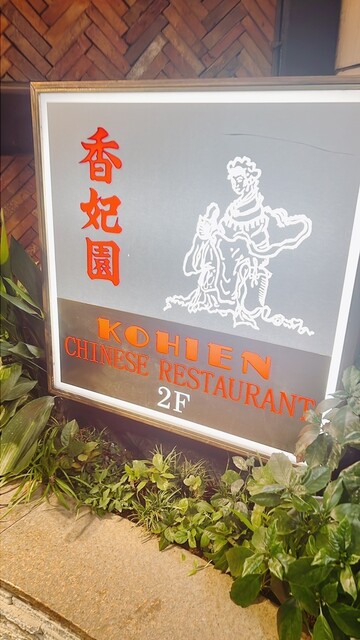 香妃園
KOHIEN
CHINESE RESTAURANT
2F